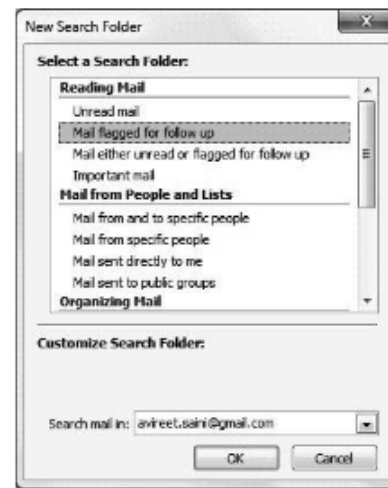 New Search Folder
Select a Search Folder:
Reading Mail
Unread mail
Mail flagged for follow up
Mail either unread or flagged for follow up
Important mail
Mail from People and Lists
Mail from and to specific people
Mail from specific people
Mail sent directly to me
Mail sent to public groups
Organizing Mail
Customize Search Folder:
Search mail in: avireet.saini@gmail.com
OK Cancel